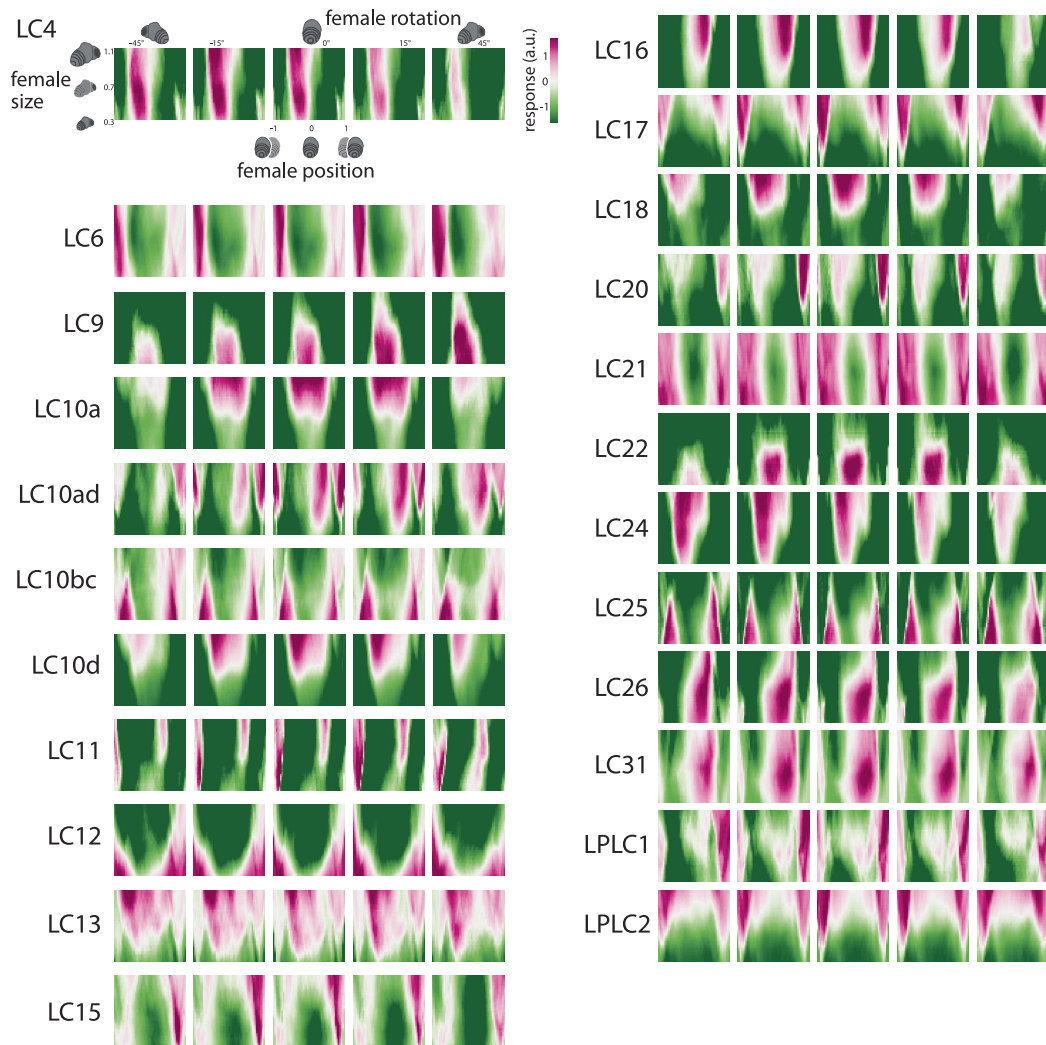 LC4
female rotation
-45°
-15°
0°
15°
45°
female size
1.1
0.7
0.3
response (a.u.)
1
0
-1
-1
0
1
female position
LC6
LC9
LC10a
LC10ad
LC10bc
LC10d
LC11
LC12
LC13
LC15
LC16
LC17
LC18
LC20
LC21
LC22
LC24
LC25
LC26
LC31
LPLC1
LPLC2